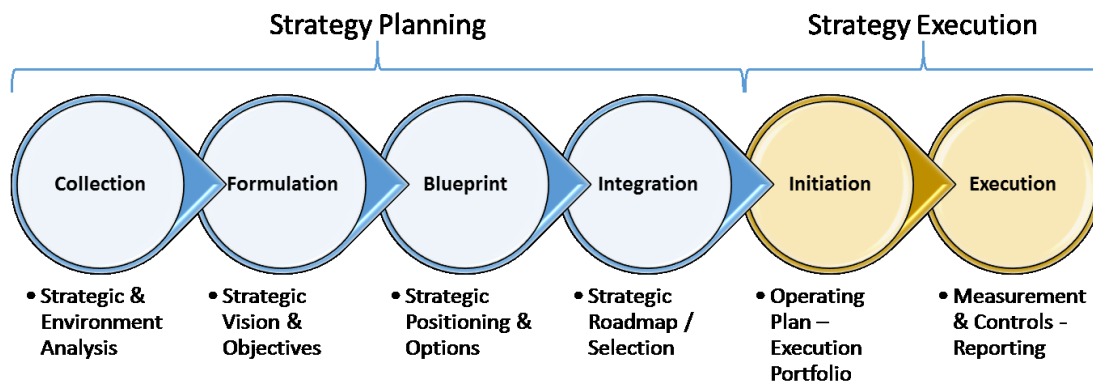 Strategy Planning
Strategy Execution
Collection
Formulation
Blueprint
Integration
Initiation
Execution
• Strategic &
Environment
Analysis
• Strategic
Vision &
Objectives
• Strategic
Positioning &
Options
• Strategic
Roadmap /
Selection
• Operating
Plan –
Execution
Portfolio
• Measurement
& Controls -
Reporting